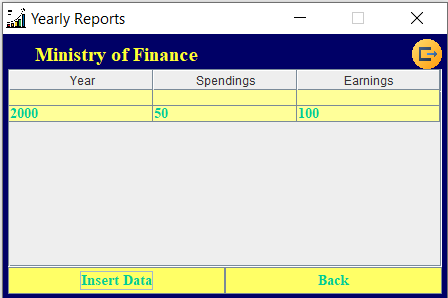 Yearly Reports
Ministry of Finance
Year Spendings Earnings
2000 50 100
Insert Data Back